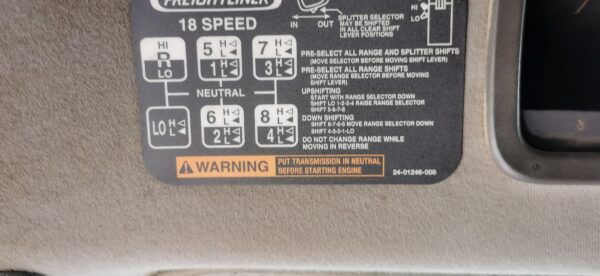 FREIGHTLINER
18 SPEED
IN OUT
SPLITTER SELECTOR
MAY BE SHIFTED
IN ALL CLEAR SHIFT
LEVER POSITIONS
HI
LO
HI
R
LO
5 H L
1 H L
7 H L
3 H L
NEUTRAL
LO H L
6 H L
2 H L
8 H L
4 H L
PRE-SELECT ALL RANGE AND SPLITTER SHIFTS
(MOVE SELECTOR BEFORE MOVING SHIFT LEVER)
PRE-SELECT ALL RANGE SHIFTS
(MOVE RANGE SELECTOR BEFORE MOVING
SHIFT LEVER)
UPSHIFTING
START WITH RANGE SELECTOR DOWN
SHIFT LO 1-2-3-4 RAISE RANGE SELECTOR
SHIFT 5-6-7-8
DOWN SHIFTING
SHIFT 8-7-6-5 MOVE RANGE SELECTOR DOWN
SHIFT 4-3-2-1-LO
DO NOT CHANGE RANGE WHILE
MOVING IN REVERSE
WARNING
PUT TRANSMISSION IN NEUTRAL
BEFORE STARTING ENGINE
24-01246-008